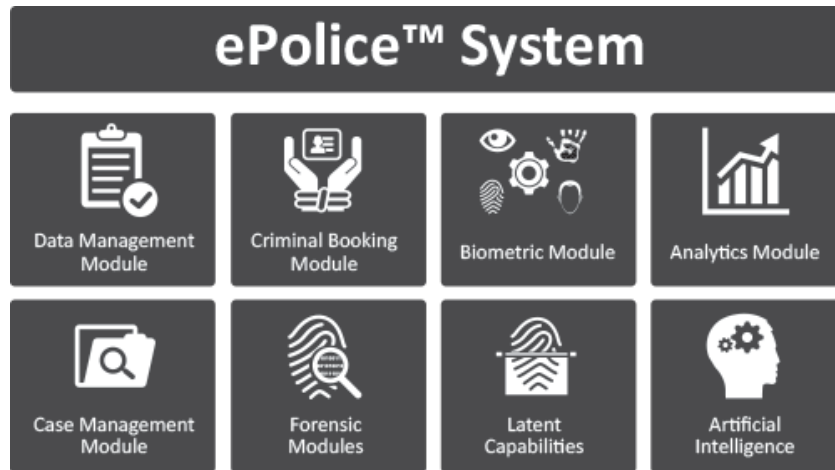 ePolice™ System
Data Management
Module
Criminal Booking
Module
Biometric Module
Analytics Module
Case Management
Module
Forensic
Modules
Latent
Capabilities
Artificial
Intelligence